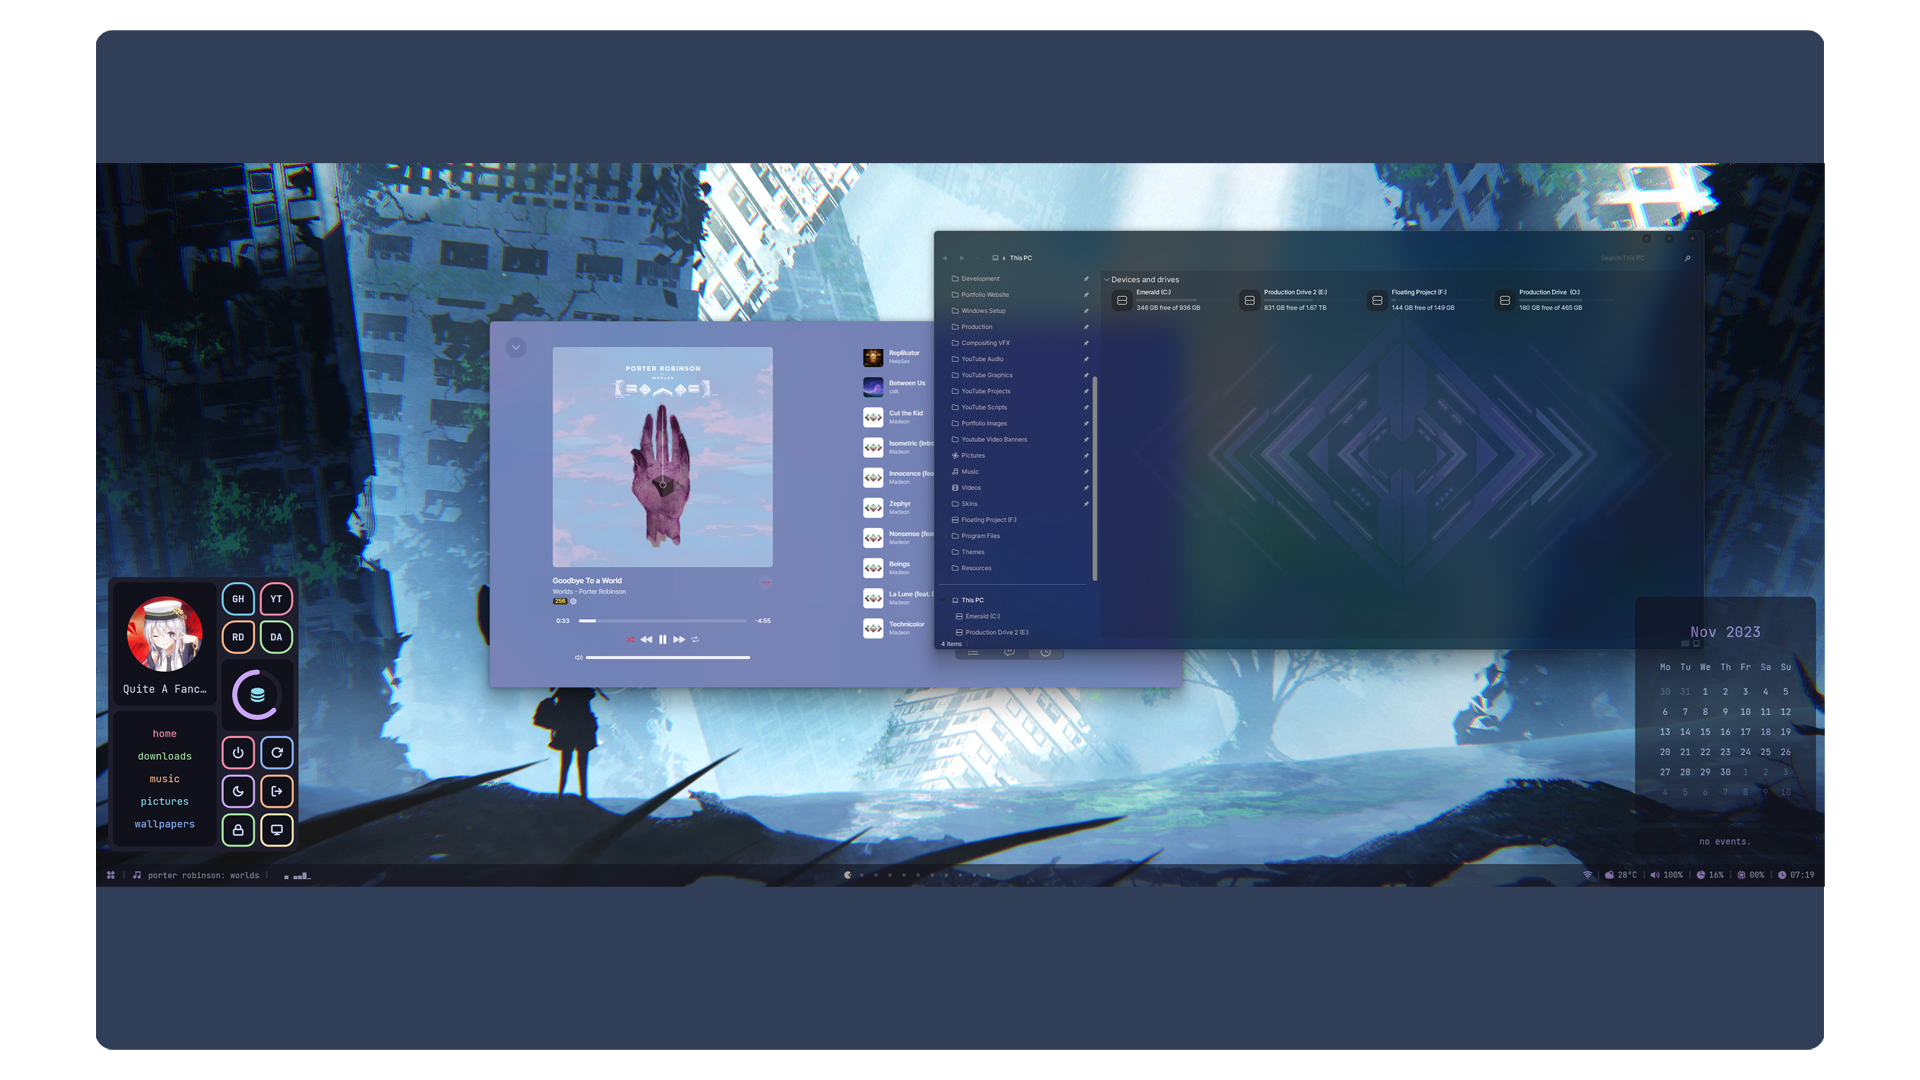 This PC
Search This PC
Development
Portfolio Website
Windows Setup
Production
Compositing VFX
YouTube Audio
YouTube Graphics
YouTube Projects
YouTube Scripts
Portfolio Images
Youtube Video Banners
Pictures
Music
Videos
Skins
Floating Project (F:)
Program Files
Themes
Resources
This PC
Emerald (C:)
Production Drive 2 (E:)
4 items
Devices and drives
Emerald (C:)
346 GB free of 936 GB
Production Drive 2 (E:)
831 GB free of 1.67 TB
Floating Project (F:)
144 GB free of 149 GB
Production Drive (O:)
160 GB free of 465 GB
PORTER ROBINSON
WORLDS
Goodbye To a World
Worlds - Porter Robinson
256
0:33
-4:55
Replikator
Between Us
Cut the Kid
Madeon
Isometric (Intro
Madeon
Innocence (fea
Madeon
Zephyr
Madeon
Nonsense (fea
Madeon
Beings
Madeon
La Lune (feat.
Madeon
Technicolor
Madeon
GH YT
RD DA
Quite A Fanc...
home
downloads
music
pictures
wallpapers
Nov 2023
Mo Tu We Th Fr Sa Su
30 31 1 2 3 4 5
6 7 8 9 10 11 12
13 14 15 16 17 18 19
20 21 22 23 24 25 26
27 28 29 30 1 2 3
4 5 6 7 8 9 10
no events.
porter robinson: worlds
28°C
100%
16%
00%
07:19